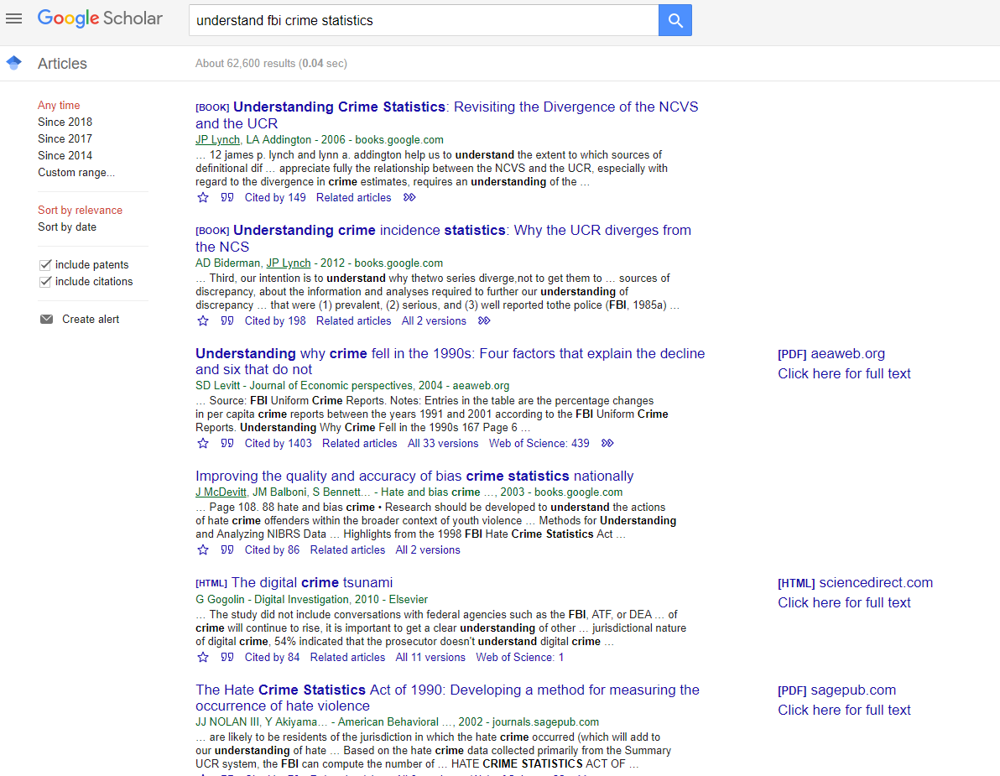 Google Scholar
understand fbi crime statistics
Articles
About 62,600 results (0.04 sec)
Any time
Since 2018
Since 2017
Since 2014
Custom range...
Sort by relevance
Sort by date
include patents
include citations
Create alert
[BOOK] Understanding Crime Statistics: Revisiting the Divergence of the NCVS
and the UCR
JP Lynch, LA Addington - 2006 - books.google.com
… 12 james p. lynch and lynn a. addington help us to understand the extent to which sources of
definitional dif … appreciate fully the relationship between the NCVS and the UCR, especially with
regard to the divergence in crime estimates, requires an understanding of the …
Cited by 149 Related articles
[BOOK] Understanding crime incidence statistics: Why the UCR diverges from
the NCS
AD Biderman, JP Lynch - 2012 - books.google.com
… Third, our intention is to understand why thetwo series diverge,not to get them to … sources of
discrepancy, about the information and analyses required to further our understanding of
discrepancy … that were (1) prevalent, (2) serious, and (3) well reported tothe police (FBI, 1985a) …
Cited by 198 Related articles All 2 versions
Understanding why crime fell in the 1990s: Four factors that explain the decline
and six that do not
SD Levitt - Journal of Economic perspectives, 2004 - aeaweb.org
… Source: FBI Uniform Crime Reports. Notes: Entries in the table are the percentage changes
in per capita crime reports between the years 1991 and 2001 according to the FBI Uniform Crime
Reports. Understanding Why Crime Fell in the 1990s 167 Page 6 …
Cited by 1403 Related articles All 33 versions Web of Science: 439
[PDF] aeaweb.org
Click here for full text
Improving the quality and accuracy of bias crime statistics nationally
J McDevitt, JM Balboni, S Bennett… - Hate and bias crime …, 2003 - books.google.com
… Page 108. 88 hate and bias crime • Research should be developed to understand the actions
of hate crime offenders within the broader context of youth violence … Methods for Understanding
and Analyzing NIBRS Data … Highlights from the 1998 FBI Hate Crime Statistics Act …
Cited by 86 Related articles All 2 versions
[HTML] The digital crime tsunami
G Gogolin - Digital Investigation, 2010 - Elsevier
… The study did not include conversations with federal agencies such as the FBI, ATF, or DEA … of
crime will continue to rise, it is important to get a clear understanding of other … jurisdictional nature
of digital crime, 54% indicated that the prosecutor doesn't understand digital crime …
Cited by 84 Related articles All 11 versions Web of Science: 1
[HTML] sciencedirect.com
Click here for full text
The Hate Crime Statistics Act of 1990: Developing a method for measuring the
occurrence of hate violence
JJ NOLAN III, Y Akiyama… - American Behavioral …, 2002 - journals.sagepub.com
… are likely to be residents of the jurisdiction in which the hate crime occurred (which will add to
our understanding of hate … Based on the hate crime data collected primarily from the Summary
UCR system, the FBI can compute the number of … HATE CRIME STATISTICS ACT OF …
[PDF] sagepub.com
Click here for full text